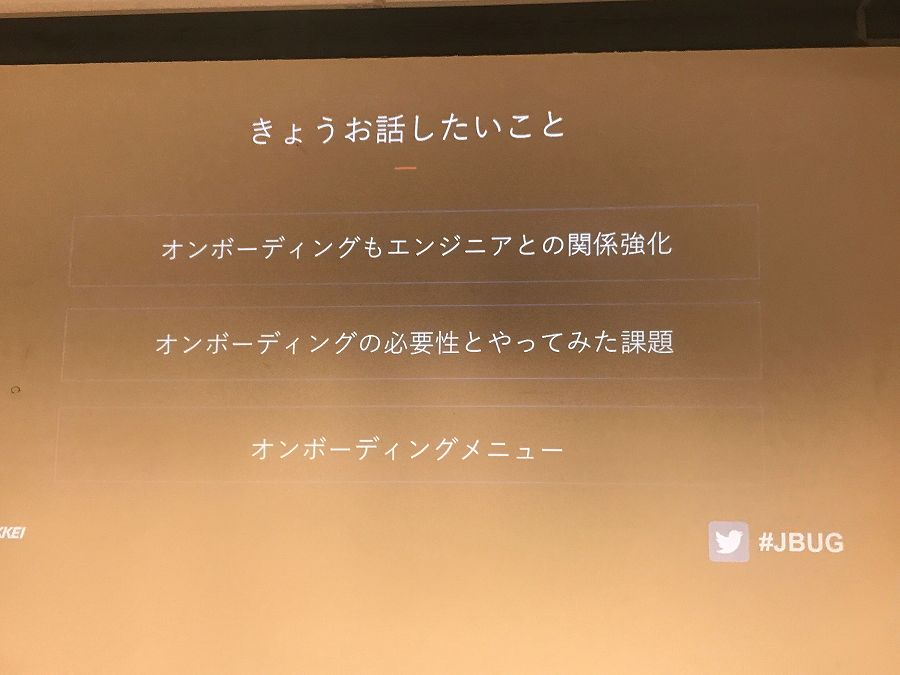 きょうお話したいこと
オンボーディングもエンジニアとの関係強化
オンボーディングの必要性とやってみた課題
オンボーディングメニュー
KKEI
#JBUG